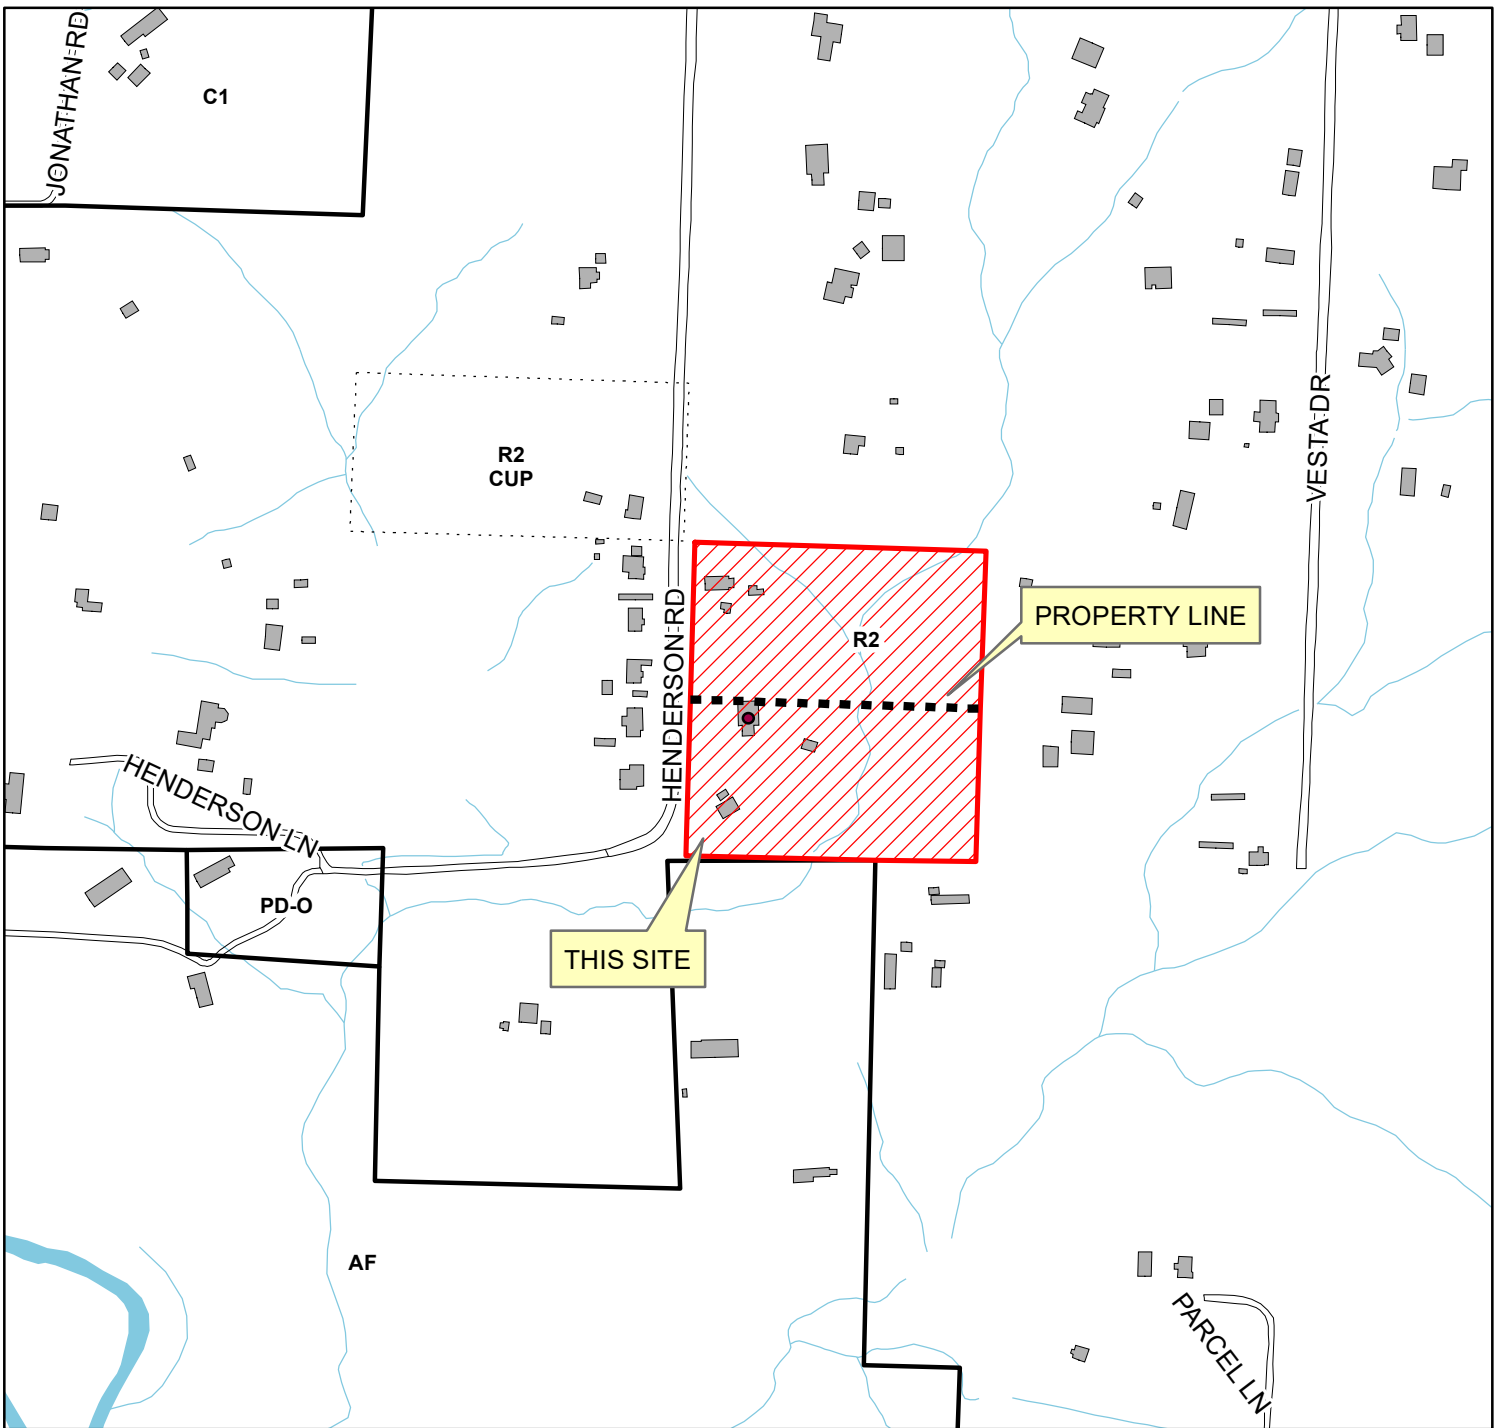 JONATHAN RD
C1
R2
CUP
VESTA DR
HENDERSON RD
PROPERTY LINE
R2
HENDERSON LN
PD-O
THIS SITE
AF
PARCEL LN